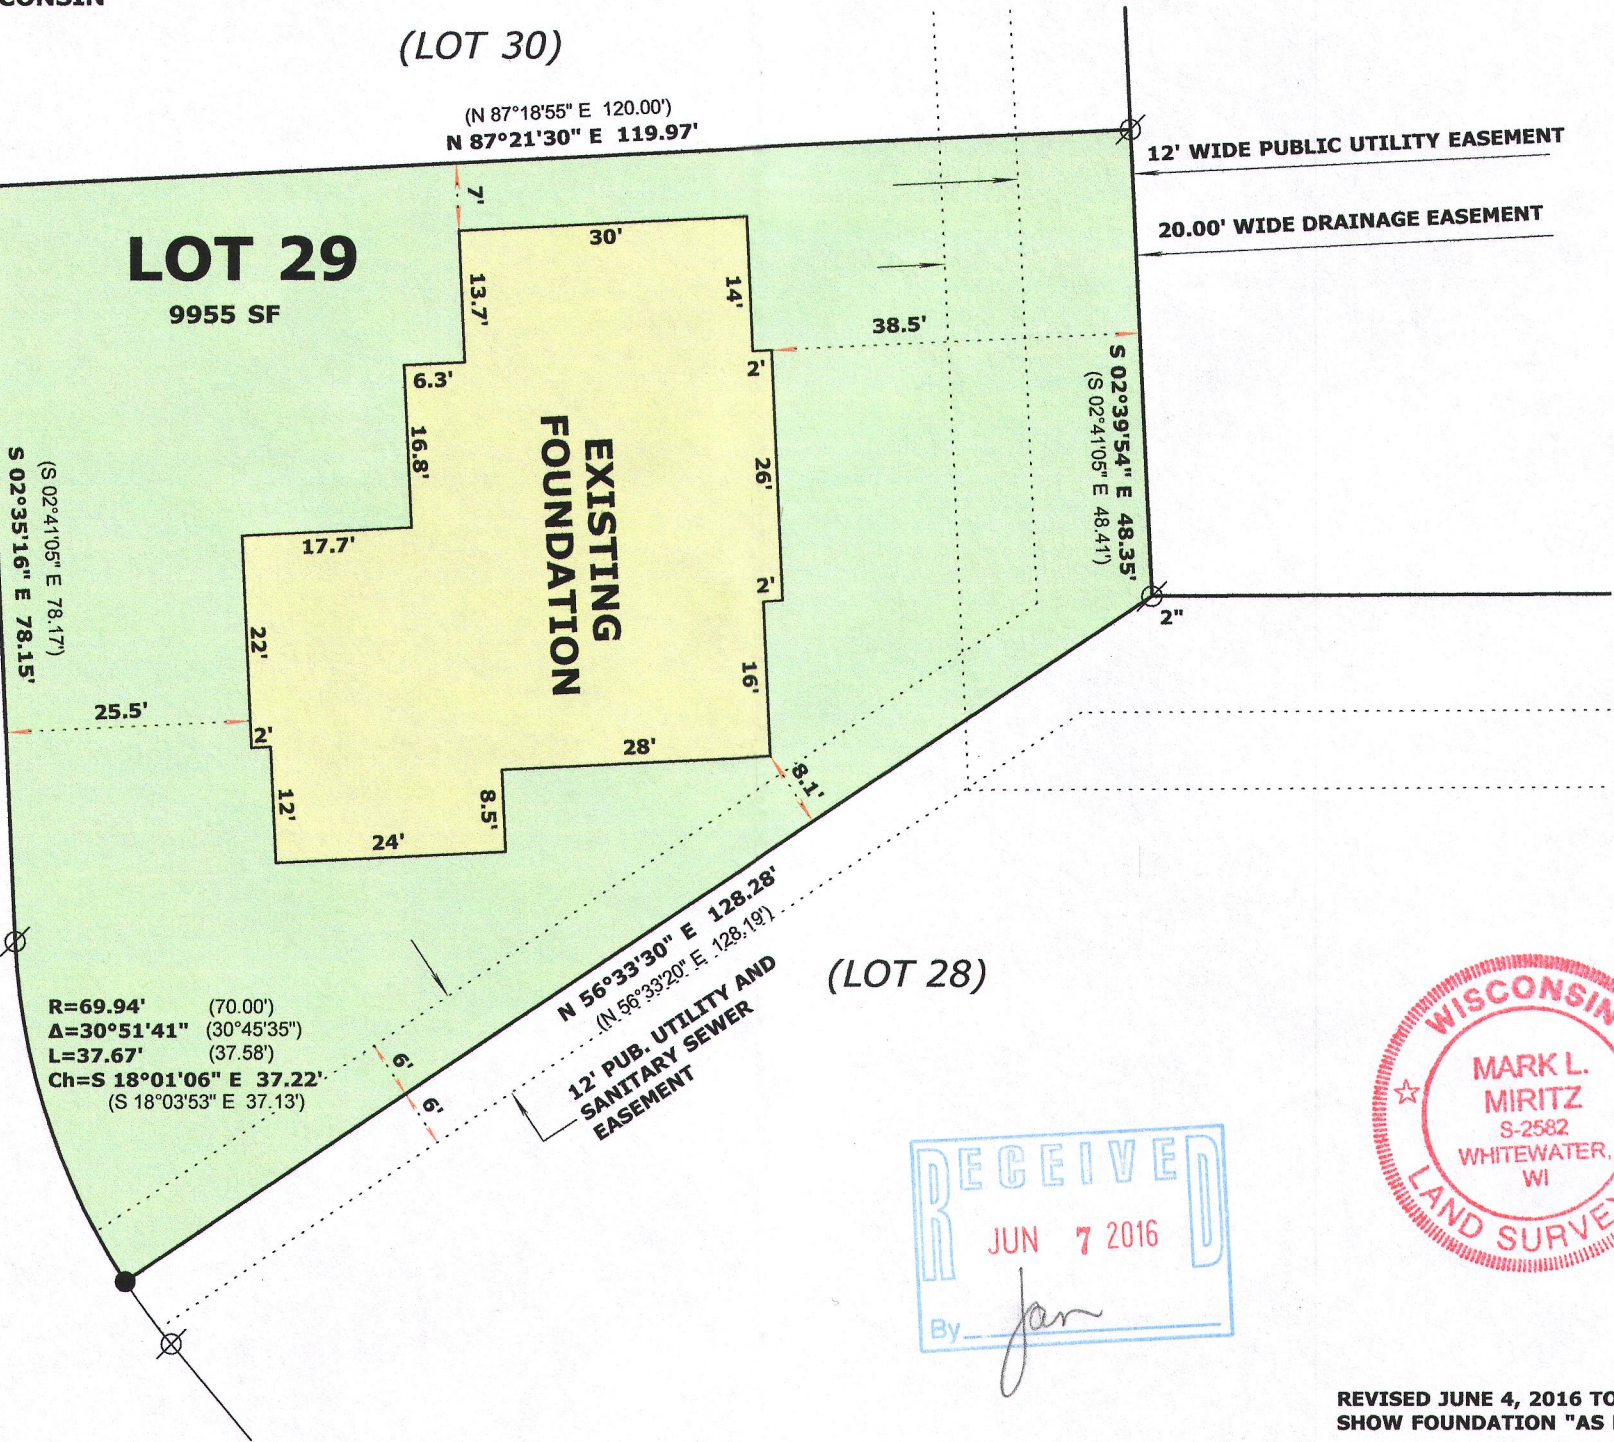 (LOT 30)
(N 87°18'55" E 120.00')
N 87°21'30" E 119.97'
12' WIDE PUBLIC UTILITY EASEMENT
20.00' WIDE DRAINAGE EASEMENT
LOT 29
9955 SF
7'
30'
13.7'
14'
38.5'
2'
6.3'
16.8'
EXISTING
FOUNDATION
26'
S 02°39'54" E 48.35'
(S 02°41'05" E 48.41')
(S 02°41'05" E 78.17')
S 02°35'16" E 78.15'
17.7'
2'
2"
22'
16'
25.5'
2'
28'
8.1'
12'
8.5'
24'
N 56°33'30" E 128.28'
(N 56°33'20" E 128.19')
12' PUB. UTILITY AND
SANITARY SEWER
EASEMENT
(LOT 28)
R=69.94' (70.00')
Δ=30°51'41" (30°45'35")
L=37.67' (37.58')
Ch=S 18°01'06" E 37.22'
(S 18°03'53" E 37.13')
6'
6'
RECEIVED
JUN 7 2016
By Jan
WISCONSIN
MARK L.
MIRITZ
S-2582
WHITEWATER,
WI
LAND
REVISED JUNE 4, 2016 TO
SHOW FOUNDATION "AS